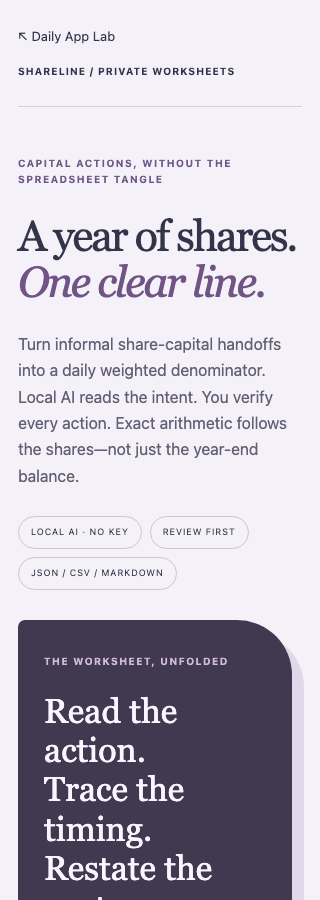 ↖ Daily App Lab
SHARELINE / PRIVATE WORKSHEETS
CAPITAL ACTIONS, WITHOUT THE
SPREADSHEET TANGLE
A year of shares.
One clear line.
Turn informal share-capital handoffs
into a daily weighted denominator.
Local AI reads the intent. You verify
every action. Exact arithmetic follows
the shares—not just the year-end
balance.
LOCAL AI · NO KEY
REVIEW FIRST
JSON / CSV / MARKDOWN
THE WORKSHEET, UNFOLDED
Read the
action.
Trace the
timing.
Restate the